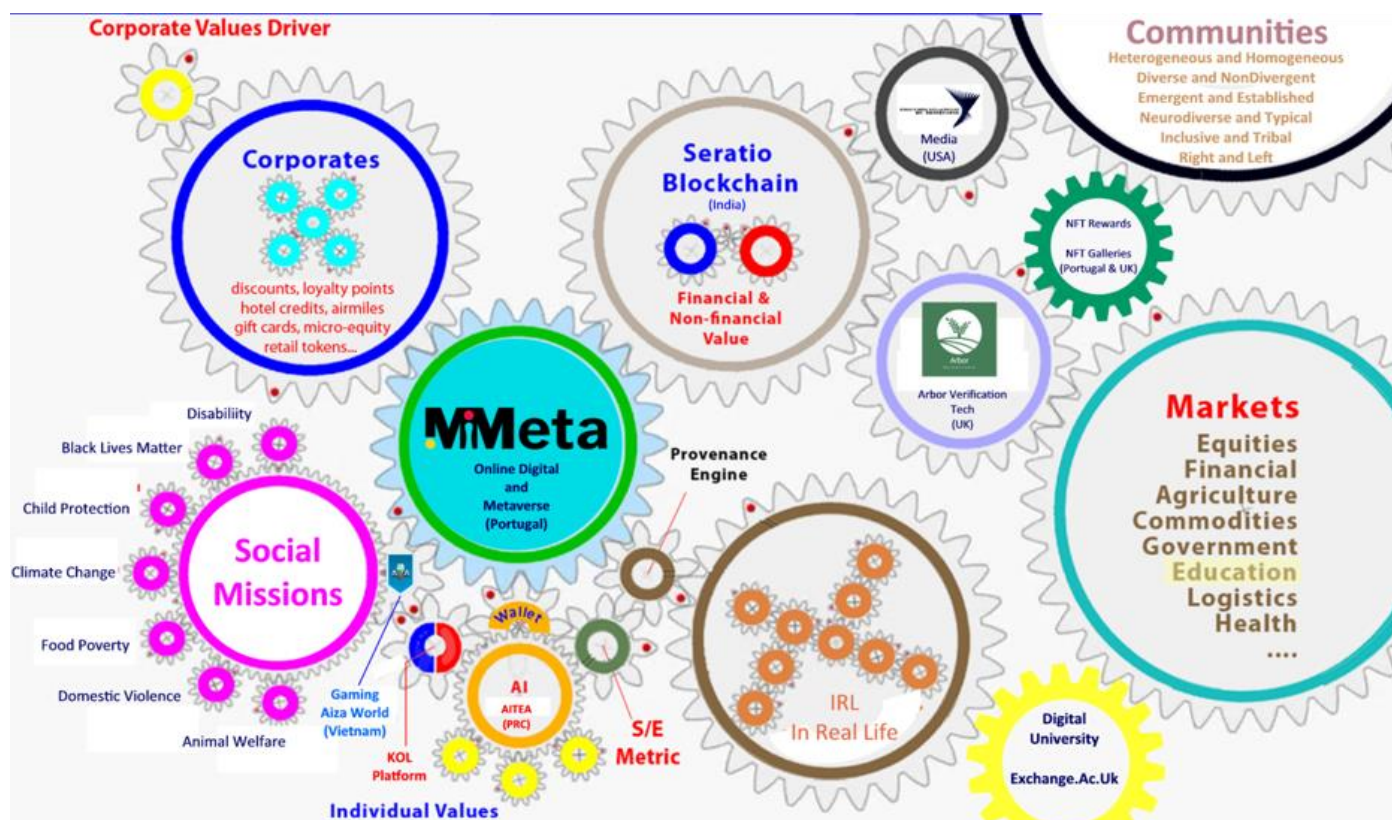 Corporate Values Driver
Corporates
discounts, loyalty points
hotel credits, airmiles
gift cards, micro-equity
retail tokens...
Seratio
Blockchain
(India)
Financial &
Non-financial
Value
Media
(USA)
Communities
Heterogeneous and Homogeneous
Diverse and NonDivergent
Emergent and Established
Neurodiverse and Typical
Inclusive and Tribal
Right and Left
NFT Rewards
NFT Galleries
(Portugal & UK)
Arbor
Arbor Verification
Tech
(UK)
Markets
Equities
Financial
Agriculture
Commodities
Government
Education
Logistics
Health
....
MiMeta
Online Digital
and
Metaverse
(Portugal)
Provenance
Engine
Disability
Black Lives Matter
Child Protection
Climate Change
Food Poverty
Domestic Violence
Animal Welfare
Social
Missions
Gaming
Aiza World
(Vietnam)
KOL
Platform
Wallet
AI
AITEA
(PRC)
S/E
Metric
Individual Values
IRL
In Real Life
Digital
University
Exchange.Ac.Uk